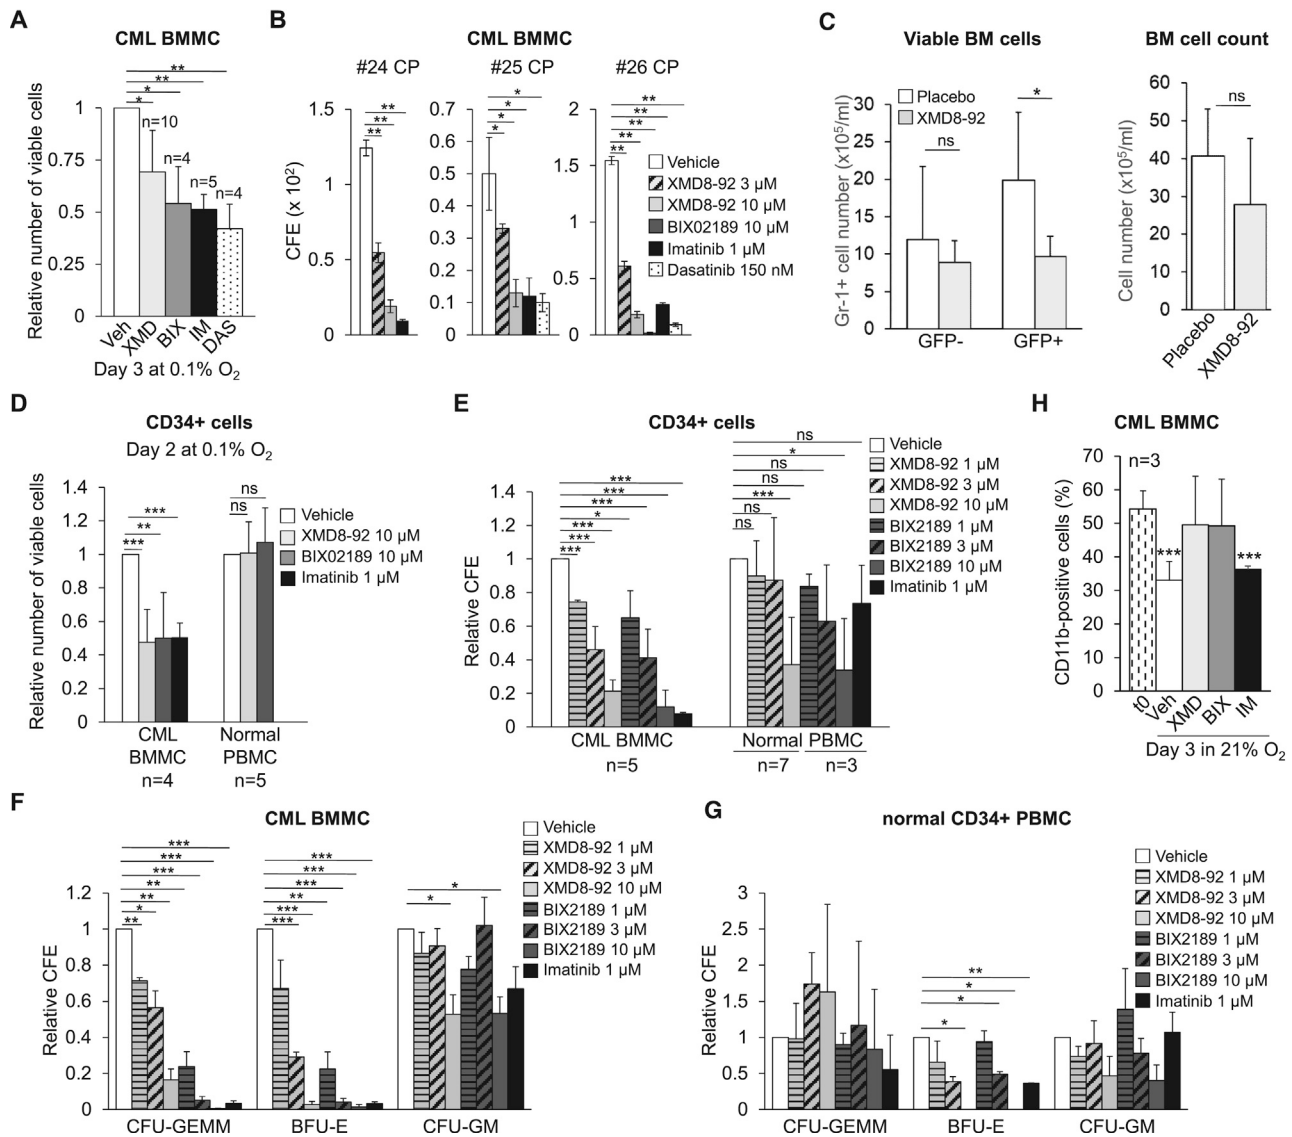 A
CML BMMC
Relative number of viable cells
1
0.75
0.5
0.25
0
**
**
*
*
n=10
n=4
n=5
n=4
Veh
XMD
BIX
IM
DAS
Day 3 at 0.1% O2
B
CML BMMC
#24 CP
#25 CP
#26 CP
CFE (x 10²)
1.5
1
0.5
0
**
**
**
0.7
0.6
0.5
0.4
0.3
0.2
0.1
0
*
*
*
*
2
1.5
1
0.5
0
**
**
**
**
**
Vehicle
XMD8-92 3 µM
XMD8-92 10 µM
BIX02189 10 µM
Imatinib 1 µM
Dasatinib 150 nM
C
Viable BM cells
Gr-1+ cell number (x10⁵/ml)
30
25
20
15
10
5
0
Placebo
XMD8-92
ns
*
GFP-
GFP+
BM cell count
Cell number (x10⁵/ml)
60
50
40
30
20
10
0
ns
Placebo
XMD8-92
D
CD34+ cells
Day 2 at 0.1% O2
Relative number of viable cells
1.4
1.2
1
0.8
0.6
0.4
0.2
0
***
**
***
ns
ns
Vehicle
XMD8-92 10 µM
BIX02189 10 µM
Imatinib 1 µM
CML
BMMC
n=4
Normal
PBMC
n=5
E
CD34+ cells
Relative CFE
1.4
1.2
1
0.8
0.6
0.4
0.2
0
***
***
***
*
***
***
***
ns
*
ns
ns
***
ns
ns
Vehicle
XMD8-92 1 µM
XMD8-92 3 µM
XMD8-92 10 µM
BIX2189 1 µM
BIX2189 3 µM
BIX2189 10 µM
Imatinib 1 µM
CML BMMC
n=5
Normal PBMC
n=7
n=3
H
CML BMMC
CD11b-positive cells (%)
70
60
50
40
30
20
10
0
n=3
***
***
t0
Veh
XMD
BIX
IM
Day 3 in 21% O2
F
CML BMMC
Relative CFE
1.2
1
0.8
0.6
0.4
0.2
0
***
***
***
**
**
*
**
***
***
***
**
***
***
*
*
Vehicle
XMD8-92 1 µM
XMD8-92 3 µM
XMD8-92 10 µM
BIX2189 1 µM
BIX2189 3 µM
BIX2189 10 µM
Imatinib 1 µM
CFU-GEMM
BFU-E
CFU-GM
G
normal CD34+ PBMC
Relative CFE
3
2.5
2
1.5
1
0.5
0
**
*
*
*
Vehicle
XMD8-92 1 µM
XMD8-92 3 µM
XMD8-92 10 µM
BIX2189 1 µM
BIX2189 3 µM
BIX2189 10 µM
Imatinib 1 µM
CFU-GEMM
BFU-E
CFU-GM